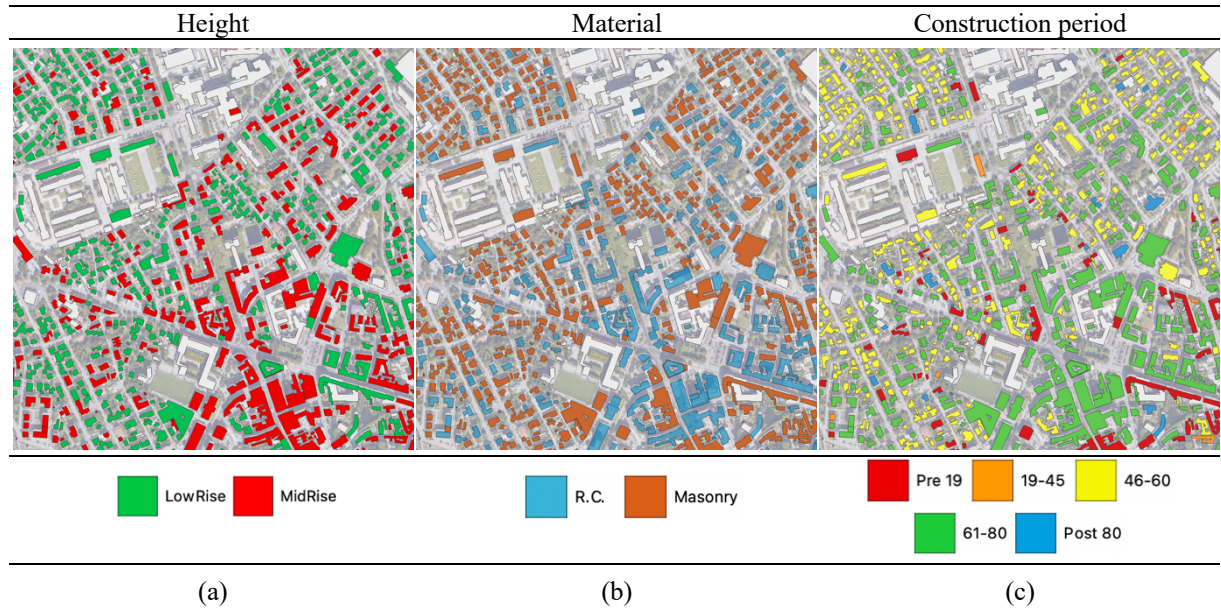 Height Material Construction period
LowRise MidRise R.C. Masonry Pre 19 19-45 46-60
61-80 Post 80
(a) (b) (c)